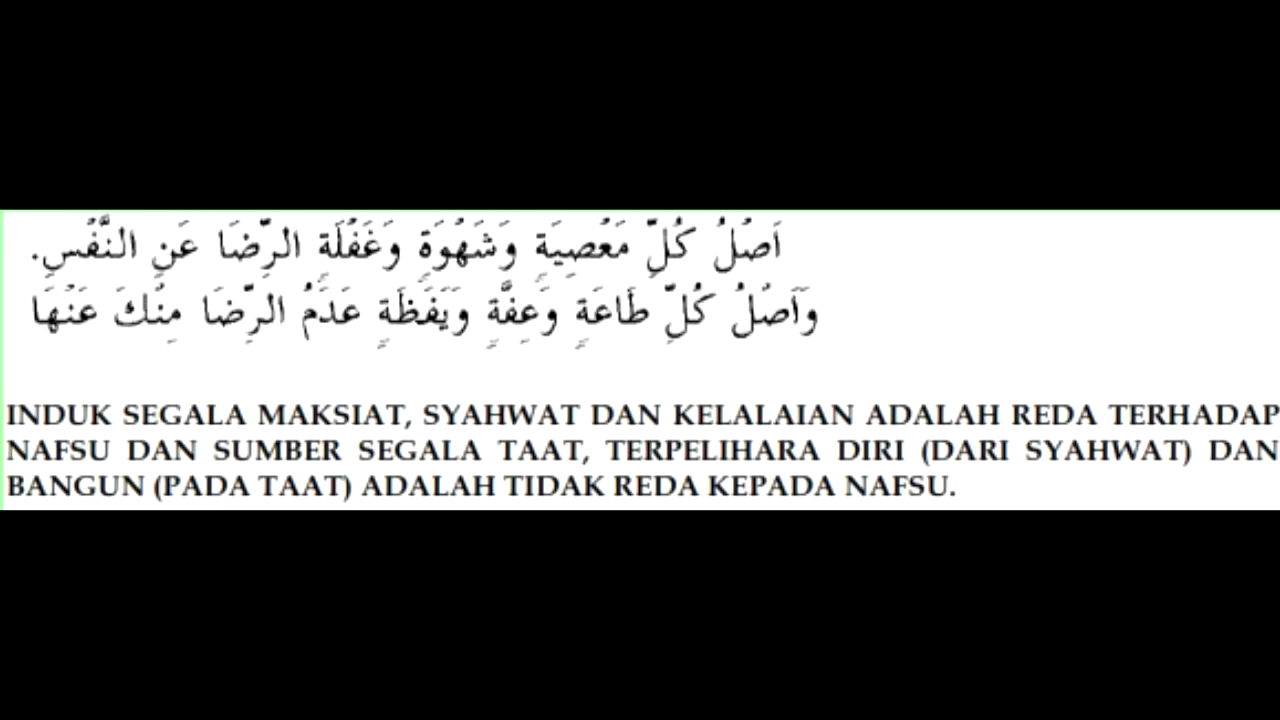 اَصْلُ كُلِّ مَعْصِيَةٍ وَشَهْوَةٍ وَغَفْلَةٍ الرِّضَا عَنِ النَّفْسِ.
وَاَصْلُ كُلِّ طَاعَةٍ وَعِفَّةٍ وَيَفَظَةٍ عَدَمُ الرِّضَا مِنْكَ عَنْهَا
INDUK SEGALA MAKSIAT, SYAHWAT DAN KELALAIAN ADALAH REDA TERHADAP
NAFSU DAN SUMBER SEGALA TAAT, TERPELIHARA DIRI (DARI SYAHWAT) DAN
BANGUN (PADA TAAT) ADALAH TIDAK REDA KEPADA NAFSU.